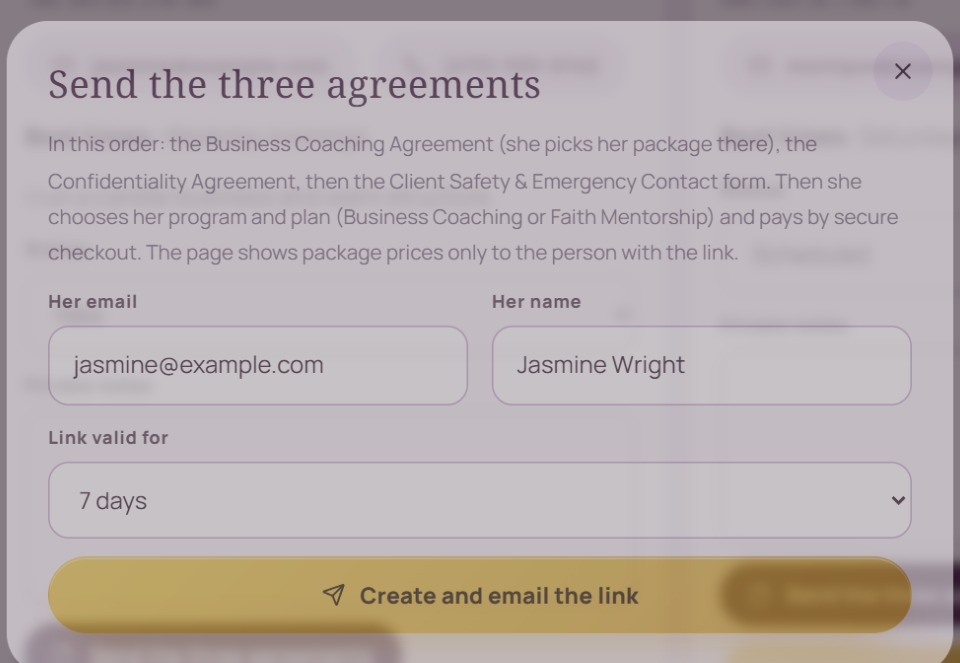 Send the three agreements
In this order: the Business Coaching Agreement (she picks her package there), the
Confidentiality Agreement, then the Client Safety & Emergency Contact form. Then she
chooses her program and plan (Business Coaching or Faith Mentorship) and pays by secure
checkout. The page shows package prices only to the person with the link.
Her email
Her name
jasmine@example.com
Jasmine Wright
Link valid for
7 days
Create and email the link